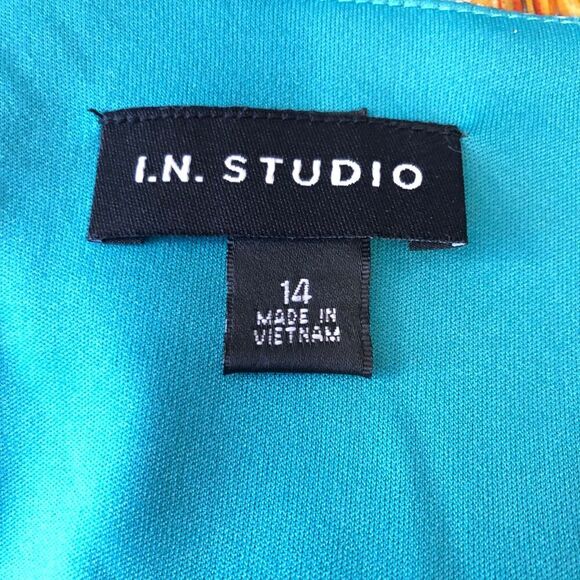 I.N. STUDIO
14
MADE IN
VIETNAM